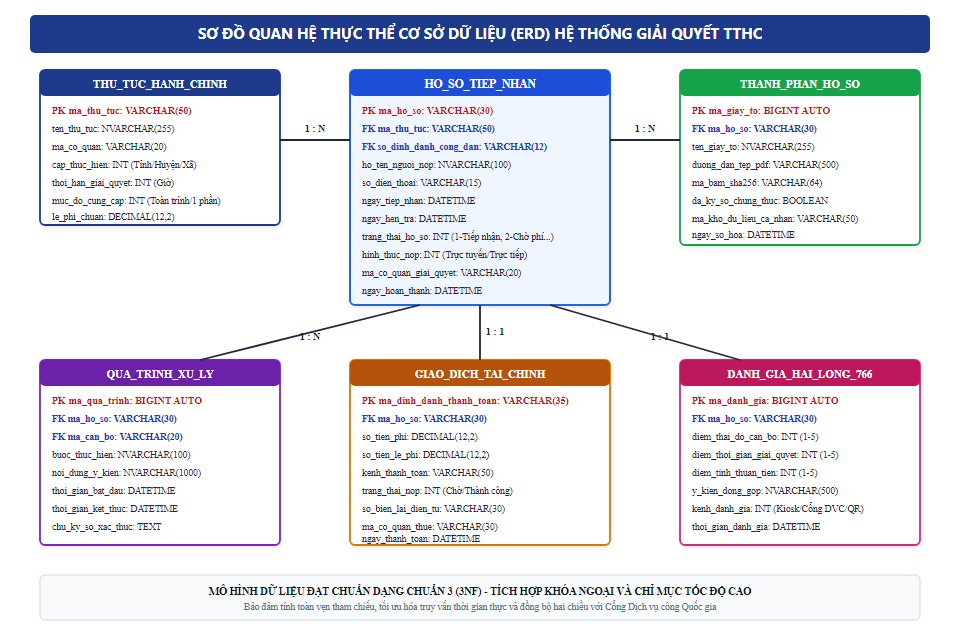 SƠ ĐỒ QUAN HỆ THỰC THỂ CƠ SỞ DỮ LIỆU (ERD) HỆ THỐNG GIẢI QUYẾT TTHC
THU_TUC_HANH_CHINH
PK ma_thu_tuc: VARCHAR(50)
ten_thu_tuc: NVARCHAR(255)
ma_co_quan: VARCHAR(20)
cap_thuc_hien: INT (Tỉnh/Huyện/Xã)
thoi_han_giai_quyet: INT (Giờ)
muc_do_cung_cap: INT (Toàn trình/1 phần)
le_phi_chuan: DECIMAL(12,2)
1 : N
HO_SO_TIEP_NHAN
PK ma_ho_so: VARCHAR(30)
FK ma_thu_tuc: VARCHAR(50)
FK so_dinh_danh_cong_dan: VARCHAR(12)
ho_ten_nguoi_nop: NVARCHAR(100)
so_dien_thoai: VARCHAR(15)
ngay_tiep_nhan: DATETIME
ngay_hen_tra: DATETIME
trang_thai_ho_so: INT (1-Tiếp nhận, 2-Chờ phí...)
hinh_thuc_nop: INT (Trực tuyến/Trực tiếp)
ma_co_quan_giai_quyet: VARCHAR(20)
ngay_hoan_thanh: DATETIME
1 : N
THANH_PHAN_HO_SO
PK ma_giay_to: BIGINT AUTO
FK ma_ho_so: VARCHAR(30)
ten_giay_to: NVARCHAR(255)
duong_dan_tep_pdf: VARCHAR(500)
ma_bam_sha256: VARCHAR(64)
da_ky_so_chung_thuc: BOOLEAN
ma_kho_du_lieu_ca_nhan: VARCHAR(50)
ngay_so_hoa: DATETIME
1 : N
1 : 1
1 : 1
QUA_TRINH_XU_LY
PK ma_qua_trinh: BIGINT AUTO
FK ma_ho_so: VARCHAR(30)
FK ma_can_bo: VARCHAR(20)
buoc_thuc_hien: NVARCHAR(100)
noi_dung_y_kien: NVARCHAR(1000)
thoi_gian_bat_dau: DATETIME
thoi_gian_ket_thuc: DATETIME
chu_ky_so_xac_thuc: TEXT
GIAO_DICH_TAI_CHINH
PK ma_dinh_danh_thanh_toan: VARCHAR(35)
FK ma_ho_so: VARCHAR(30)
so_tien_phi: DECIMAL(12,2)
so_tien_le_phi: DECIMAL(12,2)
kenh_thanh_toan: VARCHAR(50)
trang_thai_nop: INT (Chờ/Thành công)
so_bien_lai_dien_tu: VARCHAR(30)
ma_co_quan_thue: VARCHAR(30)
ngay_thanh_toan: DATETIME
DANH_GIA_HAI_LONG_766
PK ma_danh_gia: BIGINT AUTO
FK ma_ho_so: VARCHAR(30)
diem_thai_do_can_bo: INT (1-5)
diem_thoi_gian_giai_quyet: INT (1-5)
diem_tinh_thuan_tien: INT (1-5)
y_kien_dong_gop: NVARCHAR(500)
kenh_danh_gia: INT (Kiosk/Cổng DVC/QR)
thoi_gian_danh_gia: DATETIME
MÔ HÌNH DỮ LIỆU ĐẠT CHUẨN DẠNG CHUẨN 3 (3NF) - TÍCH HỢP KHÓA NGOẠI VÀ CHỈ MỤC TỐC ĐỘ CAO
Bảo đảm tính toàn vẹn tham chiếu, tối ưu hóa truy vấn thời gian thực và đồng bộ hai chiều với Cổng Dịch vụ công Quốc gia